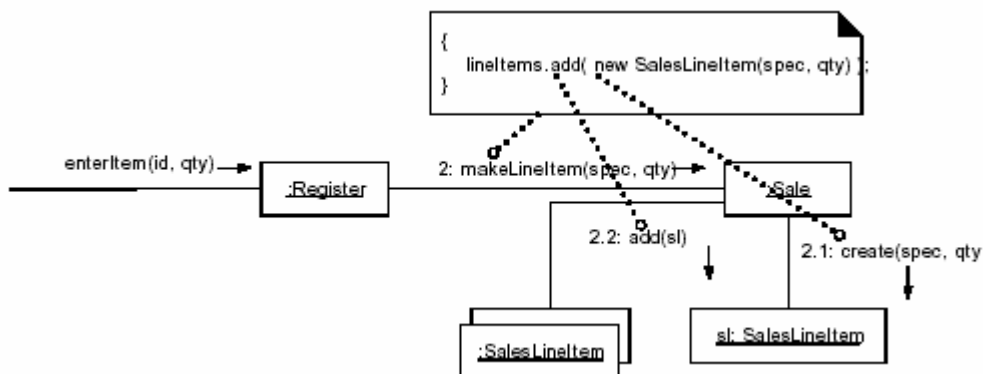 {
lineItems.add( new SalesLineItem(spec, qty) );
}
enterItem(id, qty)
2: makeLineItem(spec, qty)
:Register
:Sale
2.2: add(sl)
2.1: create(spec, qty
:SalesLineItem
sl: SalesLineItem